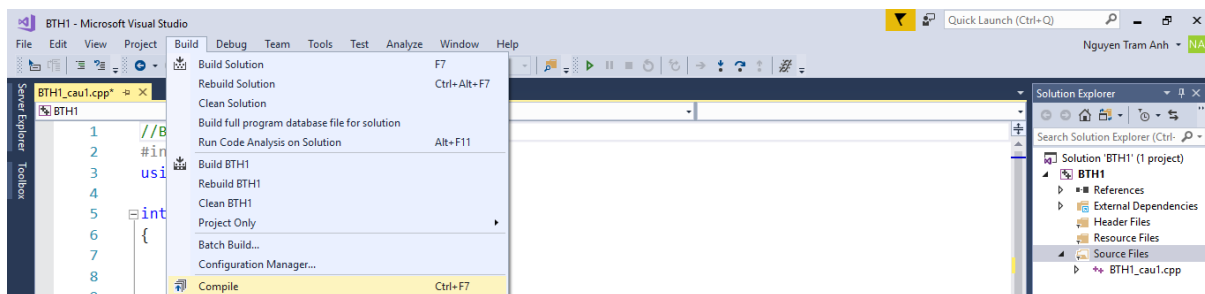 BTH1 - Microsoft Visual Studio
Quick Launch (Ctrl+Q)
File Edit View Project Build Debug Team Tools Test Analyze Window Help
Nguyen Tram Anh NA
Build Solution F7
Rebuild Solution Ctrl+Alt+F7
Clean Solution
Build full program database file for solution
Run Code Analysis on Solution Alt+F11
Build BTH1
Rebuild BTH1
Clean BTH1
Project Only
Batch Build...
Configuration Manager...
Compile Ctrl+F7
Server Explorer
Toolbox
BTH1_cau1.cpp*
BTH1
1 //B
2 #in
3 usi
4
5 int
6 {
7
8
Solution Explorer
Search Solution Explorer (Ctrl-
Solution 'BTH1' (1 project)
BTH1
References
External Dependencies
Header Files
Resource Files
Source Files
BTH1_cau1.cpp